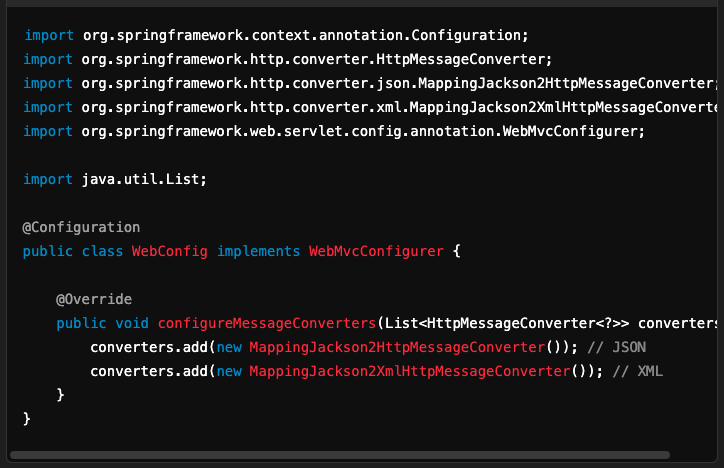 import org.springframework.context.annotation.Configuration;
import org.springframework.http.converter.HttpMessageConverter;
import org.springframework.http.converter.json.MappingJackson2HttpMessageConverter;
import org.springframework.http.converter.xml.MappingJackson2XmlHttpMessageConverte
import org.springframework.web.servlet.config.annotation.WebMvcConfigurer;
import java.util.List;
@Configuration
public class WebConfig implements WebMvcConfigurer {
@Override
public void configureMessageConverters(List<HttpMessageConverter<?>> converters
converters.add(new MappingJackson2HttpMessageConverter()); // JSON
converters.add(new MappingJackson2XmlHttpMessageConverter()); // XML
}
}